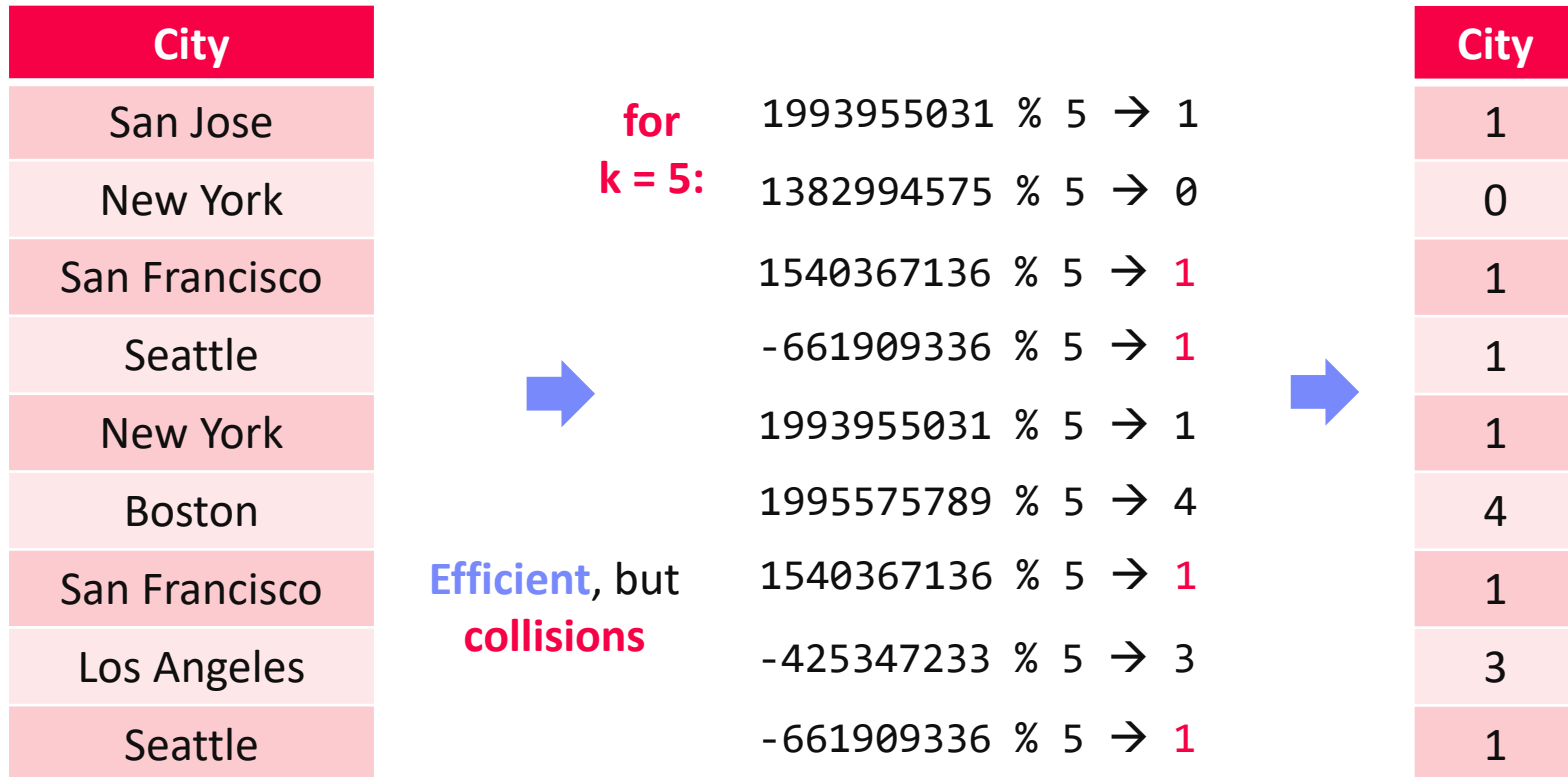 City
San Jose
New York
San Francisco
Seattle
New York
Boston
San Francisco
Los Angeles
Seattle
for
k = 5:
Efficient, but
collisions
1993955031 % 5 → 1
1382994575 % 5 → 0
1540367136 % 5 → 1
-661909336 % 5 → 1
1993955031 % 5 → 1
1995575789 % 5 → 4
1540367136 % 5 → 1
-425347233 % 5 → 3
-661909336 % 5 → 1
City
1
0
1
1
1
4
1
3
1